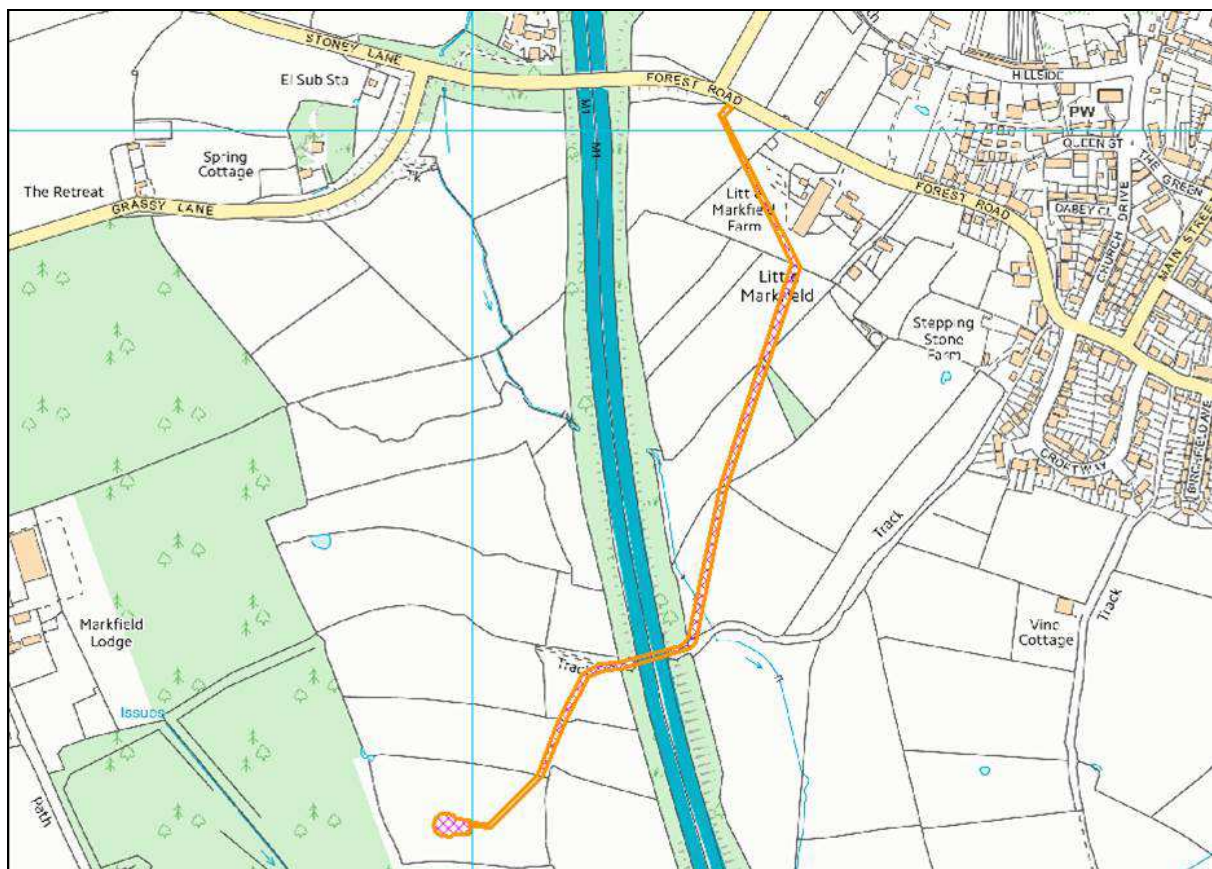 STONEY LANE
El Sub Sta
FOREST ROAD
HILLSIDE
PW
QUEEN ST
THE GREEN
Spring
Cottage
The Retreat
GRASSY LANE
M1
M1
Markfield
Farm
FOREST ROAD
DABEY CL
CHURCH DRIVE
MAIN STREET
Markfield
Stepping
Stone
Farm
CROFTWAY
BIRCHFIELD AVE
Track
Track
Vine
Cottage
Markfield
Lodge
Track
Issues
Path